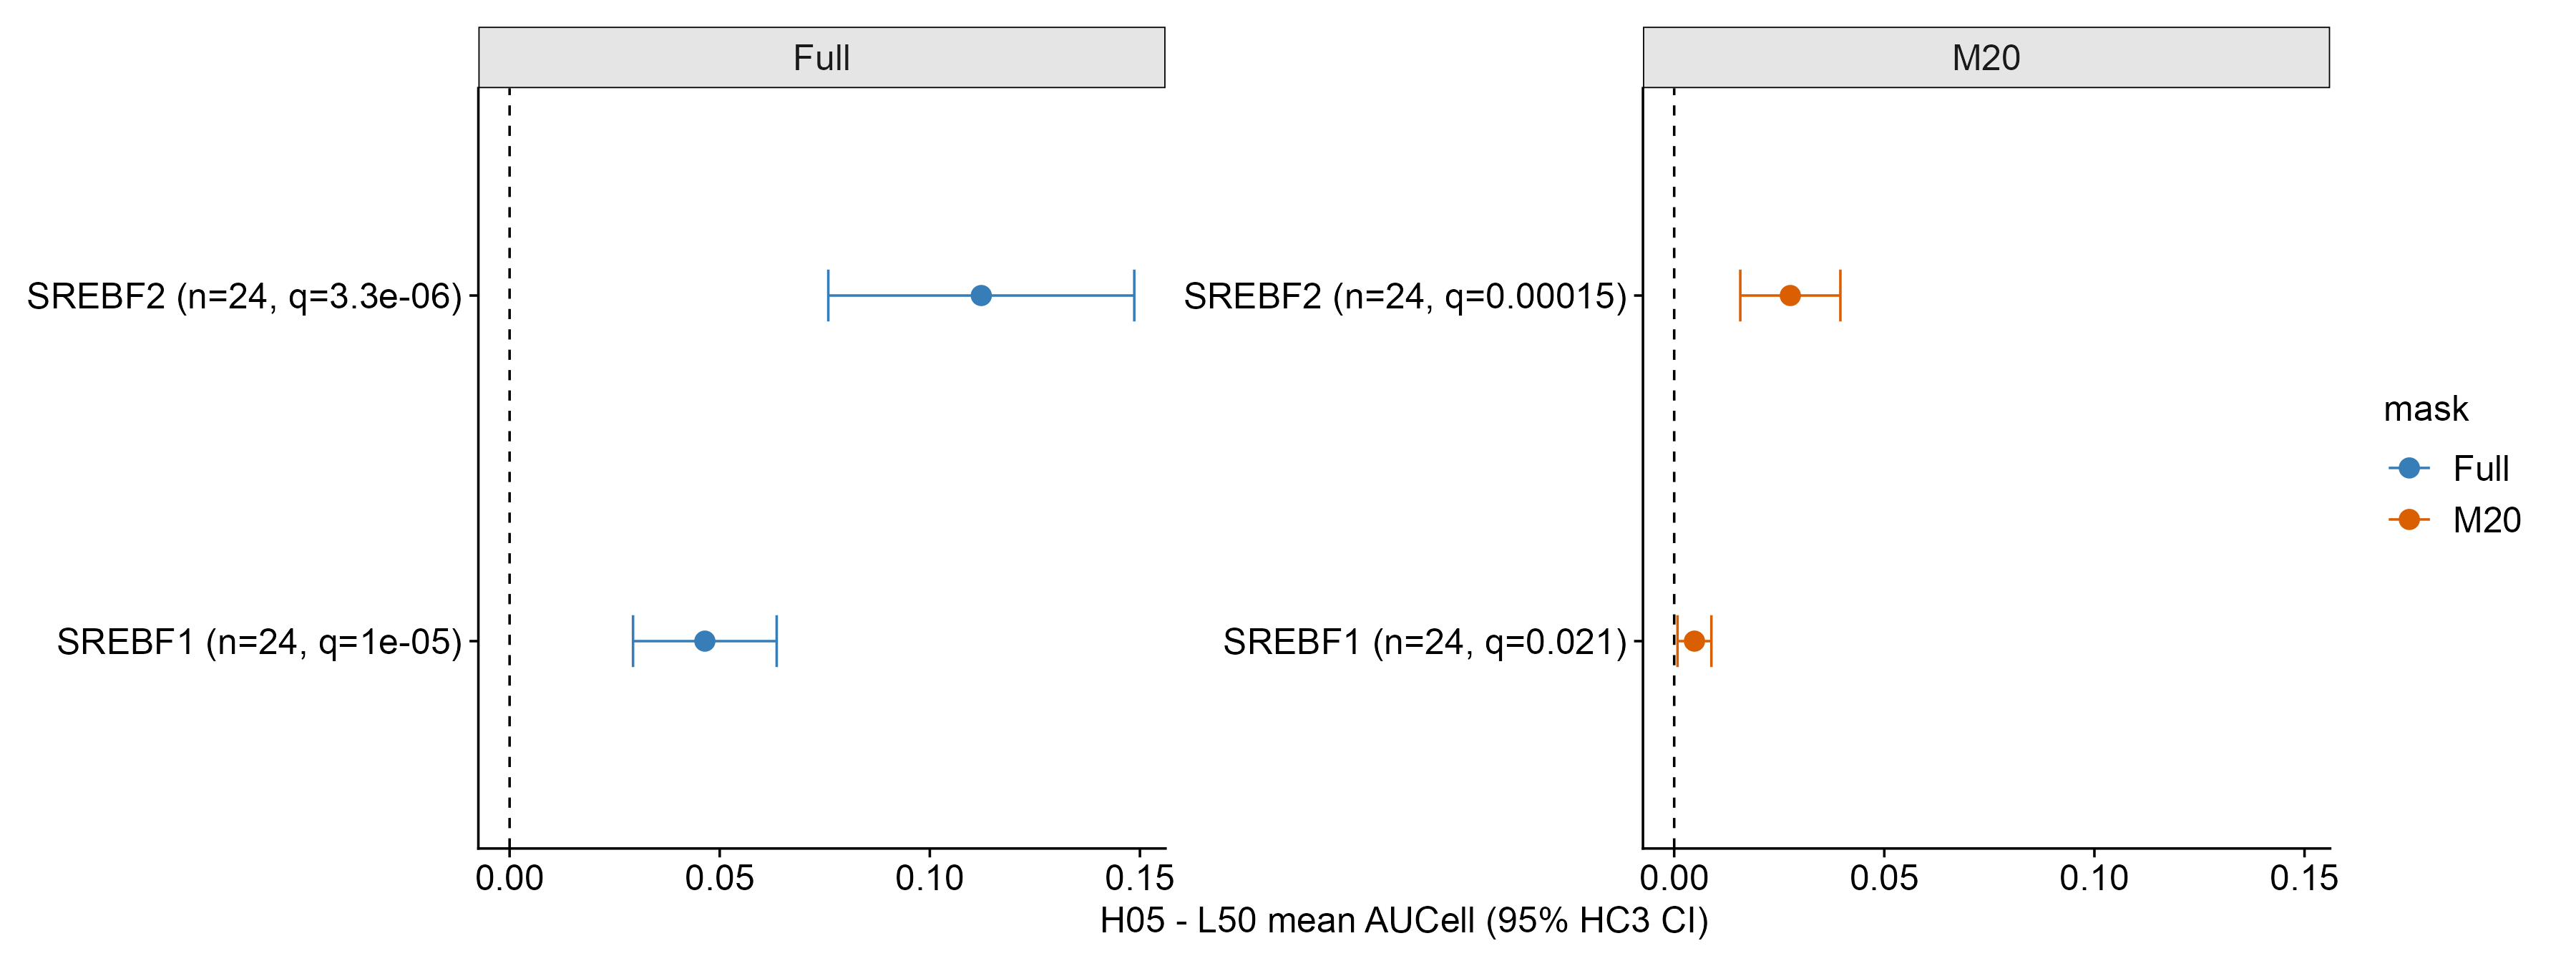 Full
M20
SREBF2 (n=24, q=3.3e-06)
SREBF2 (n=24, q=0.00015)
SREBF1 (n=24, q=1e-05)
SREBF1 (n=24, q=0.021)
0.00 0.05 0.10 0.15
0.00 0.05 0.10 0.15
H05 - L50 mean AUCell (95% HC3 CI)
mask
Full
M20